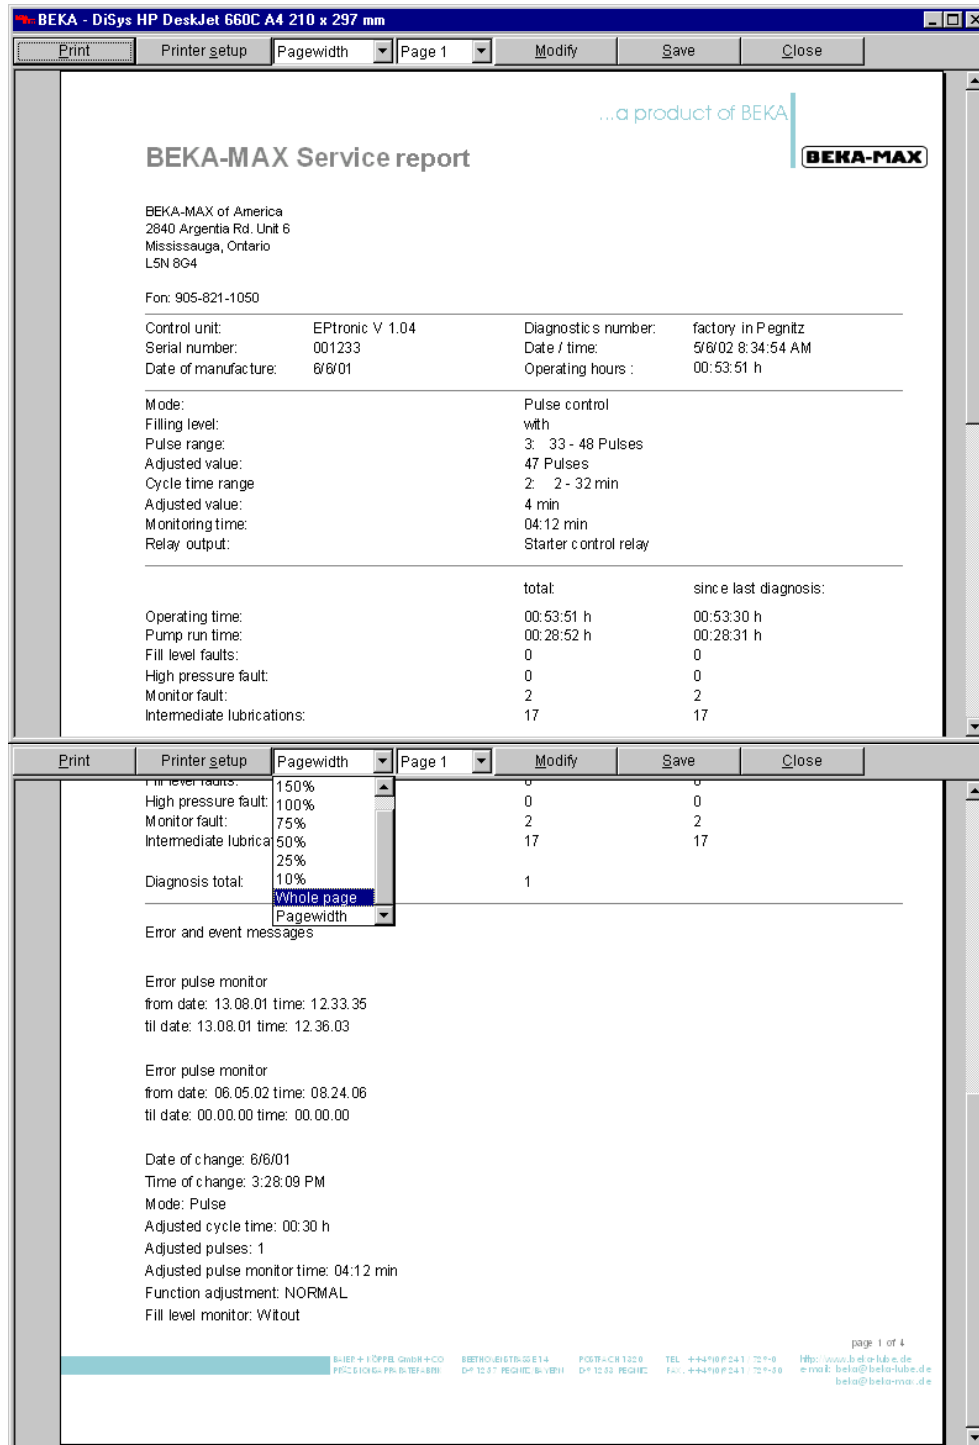 BEKA - DiSys HP DeskJet 660C A4 210 x 297 mm
Print Printer setup Pagewidth Page 1 Modify Save Close
...a product of BEKA
BEKA-MAX Service report
BEKA-MAX
BEKA-MAX of America
2840 Argentia Rd. Unit 6
Mississauga, Ontario
L5N 8G4
Fon: 905-821-1050
Control unit: EPtronic V 1.04 Diagnostics number: factory in Pegnitz
Serial number: 001233 Date / time: 5/6/02 8:34:54 AM
Date of manufacture: 6/6/01 Operating hours : 00:53:51 h
Mode: Pulse control
Filling level: with
Pulse range: 3: 33 - 48 Pulses
Adjusted value: 47 Pulses
Cycle time range 2: 2 - 32 min
Adjusted value: 4 min
Monitoring time: 04:12 min
Relay output: Starter control relay
total: since last diagnosis:
Operating time: 00:53:51 h 00:53:30 h
Pump run time: 00:28:52 h 00:28:31 h
Fill level faults: 0 0
High pressure fault: 0 0
Monitor fault: 2 2
Intermediate lubrications: 17 17
Print Printer setup Pagewidth Page 1 Modify Save Close
Fill level faults: 0 0
150%
High pressure fault: 0 0
100%
Monitor fault: 2 2
75%
Intermediate lubricat 17 17
50%
25%
Diagnosis total: 1
10%
Whole page
Pagewidth
Error and event messages
Error pulse monitor
from date: 13.08.01 time: 12.33.35
til date: 13.08.01 time: 12.36.03
Error pulse monitor
from date: 06.05.02 time: 08.24.06
til date: 00.00.00 time: 00.00.00
Date of change: 6/6/01
Time of change: 3:28:09 PM
Mode: Pulse
Adjusted cycle time: 00:30 h
Adjusted pulses: 1
Adjusted pulse monitor time: 04:12 min
Function adjustment: NORMAL
Fill level monitor: Witout
page 1 of 4